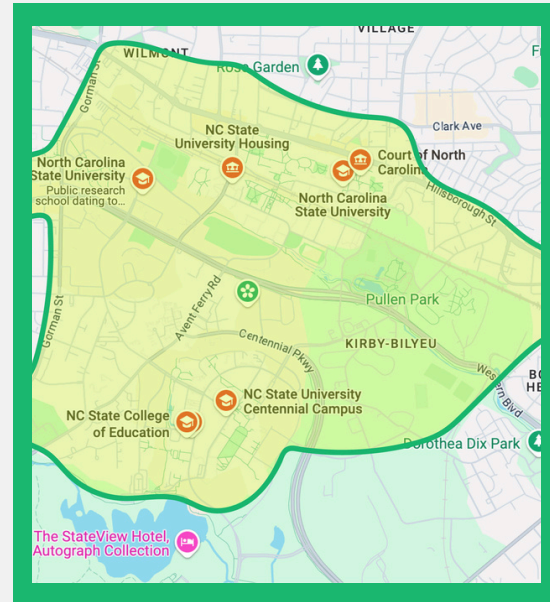 VILLAGE
WILMONT
Rose Garden
Fr
Gorman St
Clark Ave
NC State
University Housing
Court of North
Carolina
North Carolina
State University
Public research
school dating to...
North Carolina
State University
Hillsborough St
Avent Ferry Rd
Pullen Park
Gorman St
Centennial Pkwy
KIRBY-BILYEU
Western Blvd
BO
HE
NC State University
Centennial Campus
NC State College
of Education
Dorothea Dix Park
The StateView Hotel,
Autograph Collection